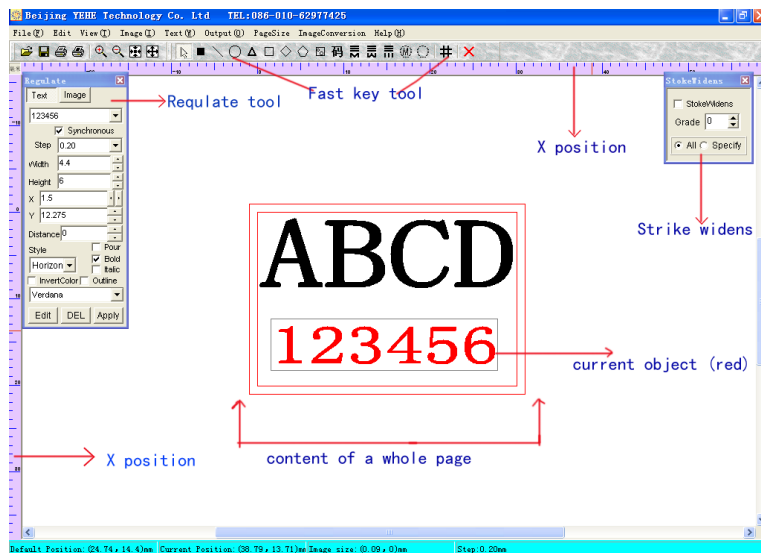 Beijing YEHE Technology Co. Ltd TEL:086-010-62977425
File(F) Edit View(T) Image(I) Text(W) Output(O) PageSize ImageConversion Help(H)
码
Regulate
Text Image
Requlate tool
Fast key tool
123456
Synchronous
Step 0.20
Width 4.4
Height 6
X 1.5
Y 12.275
Distance 0
Style
Pour
Bold
Horizon
Italic
InvertColor Outline
Verdana
Edit DEL Apply
StokeWidens
StokeWidens
Grade 0
All Specify
X position
Strike widens
ABCD
123456
current object (red)
X position
content of a whole page
Default Position:(24.74,14.4)mm Current Position:(38.79,13.71)mm Image size:(0.09,0)mm Step:0.20mm